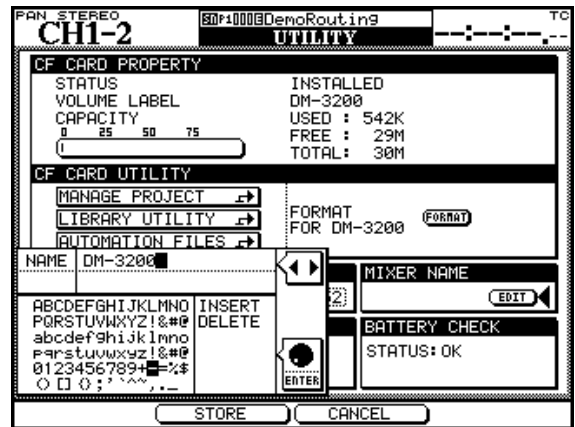 PAN STEREO
CH1-2
DemoRouting
UTILITY
TC
--:--:--.--
CF CARD PROPERTY
STATUS INSTALLED
VOLUME LABEL DM-3200
CAPACITY USED : 542K
0 25 50 75 FREE : 29M
TOTAL: 30M
CF CARD UTILITY
MANAGE PROJECT
LIBRARY UTILITY
AUTOMATION FILES
FORMAT
FOR DM-3200
FORMAT
NAME DM-3200
ABCDEFGHIJKLMNO INSERT
PQRSTUVWXYZ!&#@ DELETE
abcdefghijklmno
pqrstuvwxyz!&#@
0123456789+-=%$
ENTER
2
MIXER NAME
EDIT
BATTERY CHECK
STATUS:OK
STORE CANCEL